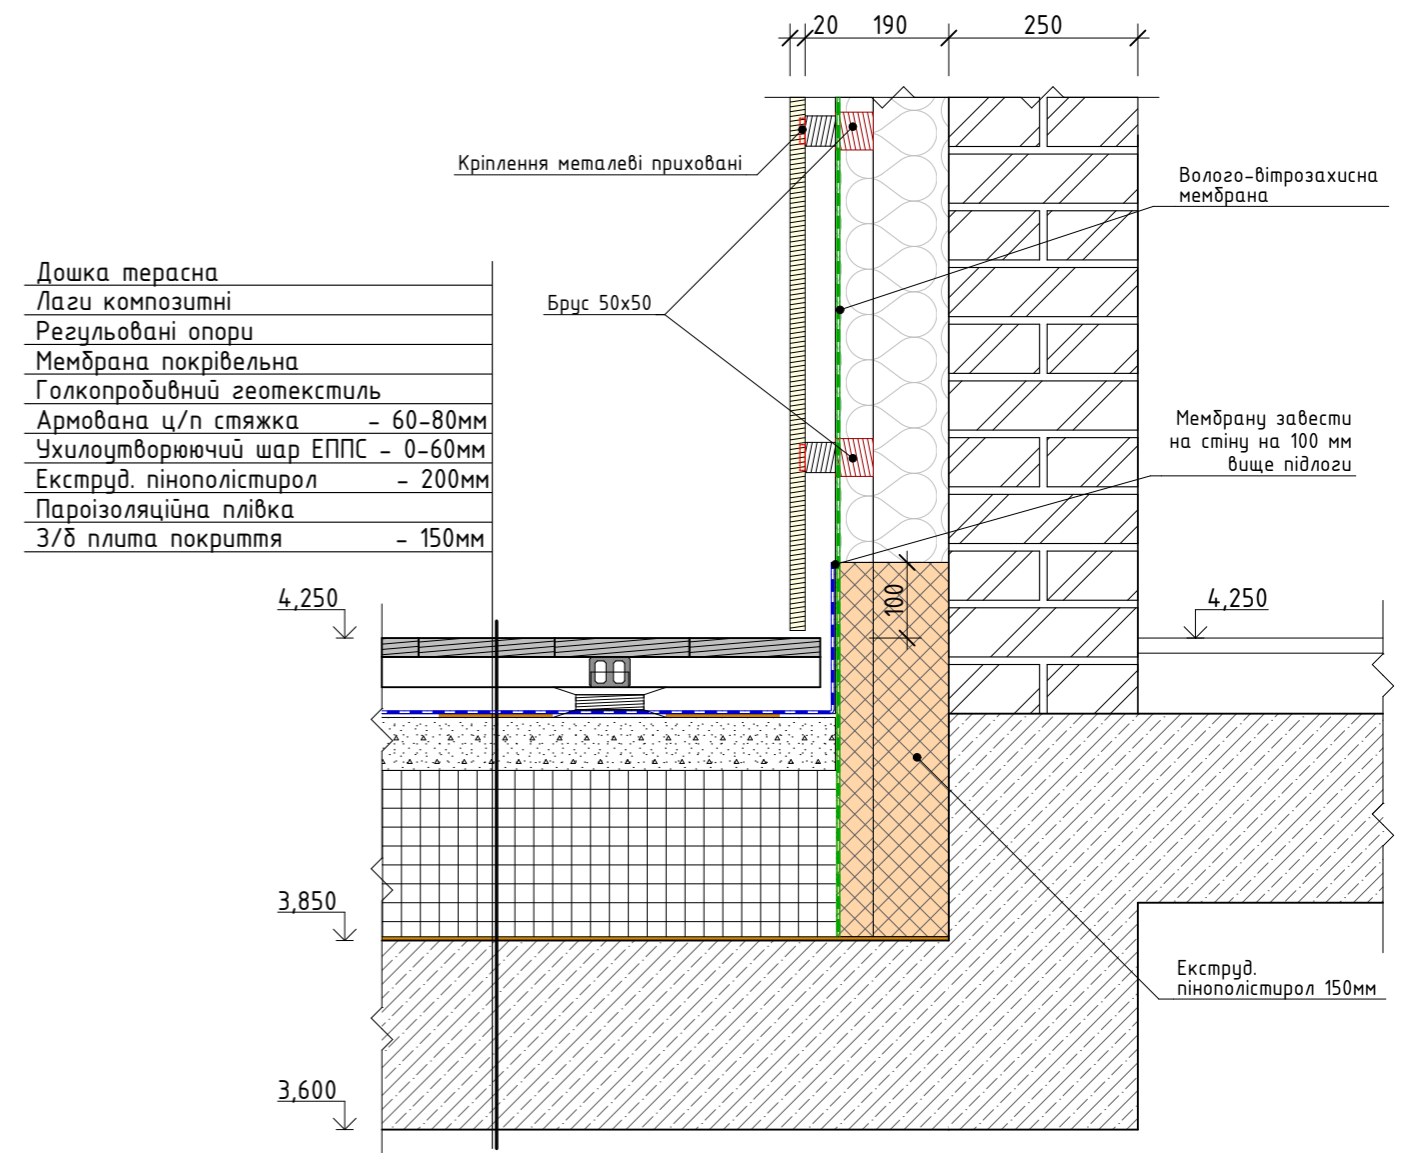 20 190 250
Кріплення металеві приховані
Волого-вітрозахисна
мембрана
Дошка терасна
Лаги композитні
Регульовані опори
Мембрана покрівельна
Голкопробивний геотекстиль
Армована ц/п стяжка - 60-80мм
Ухилоутворюючий шар ЕППС - 0-60мм
Екструд. пінополістирол - 200мм
Пароізоляційна плівка
З/б плита покриття - 150мм
Брус 50х50
Мембрану завести
на стіну на 100 мм
вище підлоги
100
4,250
4,250
3,850
Екструд.
пінополістирол 150мм
3,600